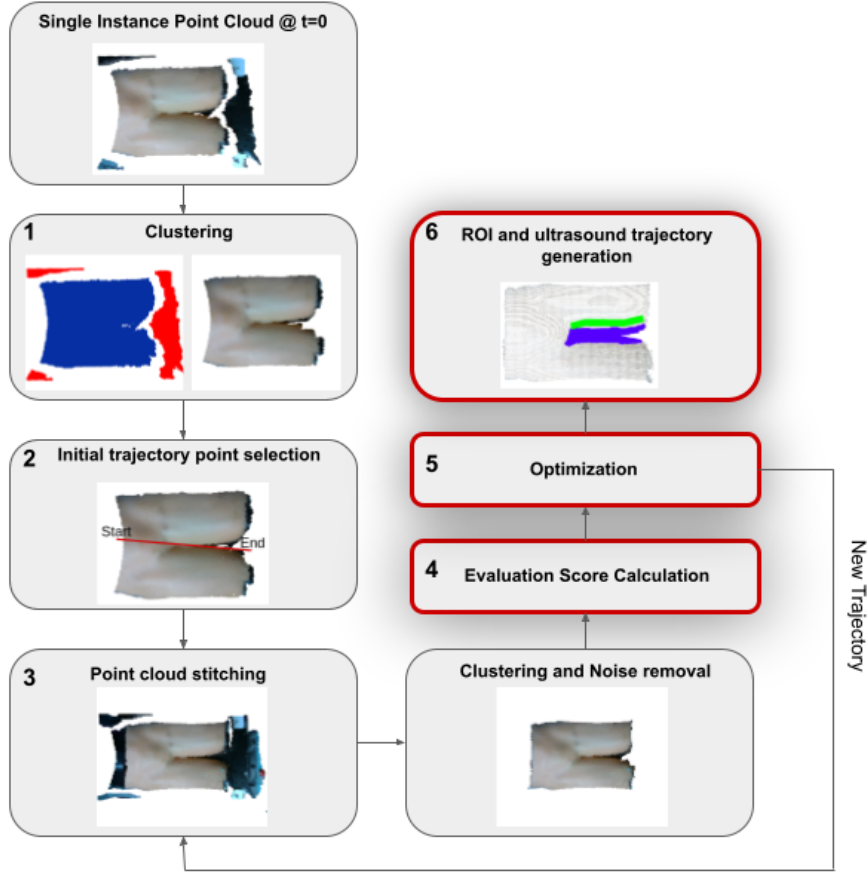 Single Instance Point Cloud @ t=0
1
Clustering
2
Initial trajectory point selection
Start
End
3
Point cloud stitching
Clustering and Noise removal
4
Evaluation Score Calculation
5
Optimization
6
ROI and ultrasound trajectory
generation
New Trajectory